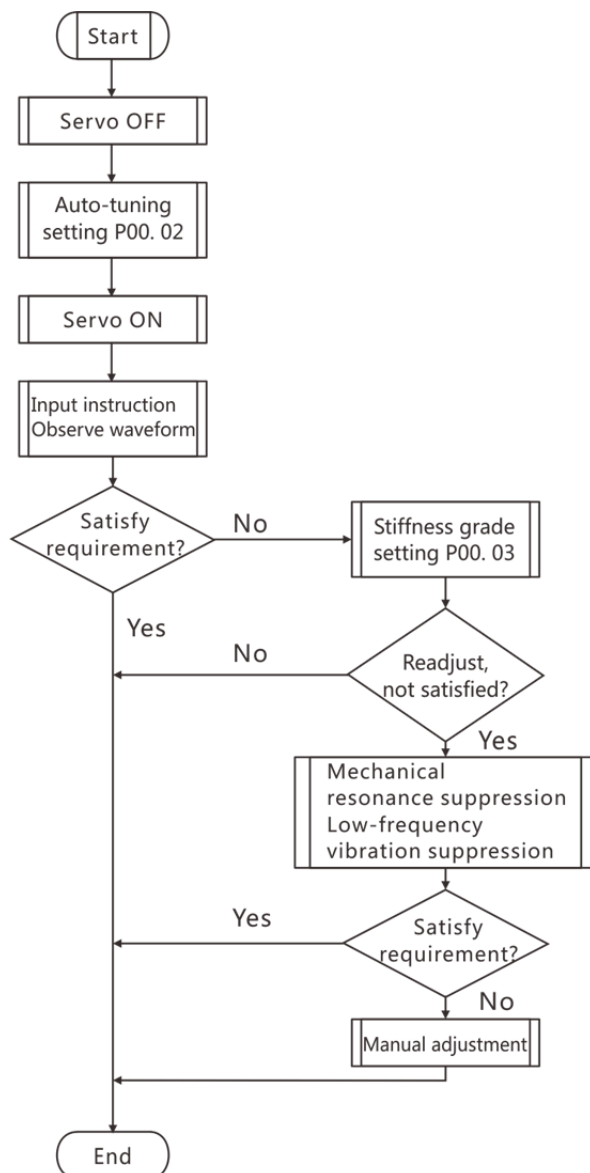 Start
Servo OFF
Auto-tuning
setting P00. 02
Servo ON
Input instruction
Observe waveform
Satisfy
requirement?
No
Stiffness grade
setting P00. 03
Yes
No
Readjust,
not satisfied?
Yes
Mechanical
resonance suppression
Low-frequency
vibration suppression
Yes
Satisfy
requirement?
No
Manual adjustment
End